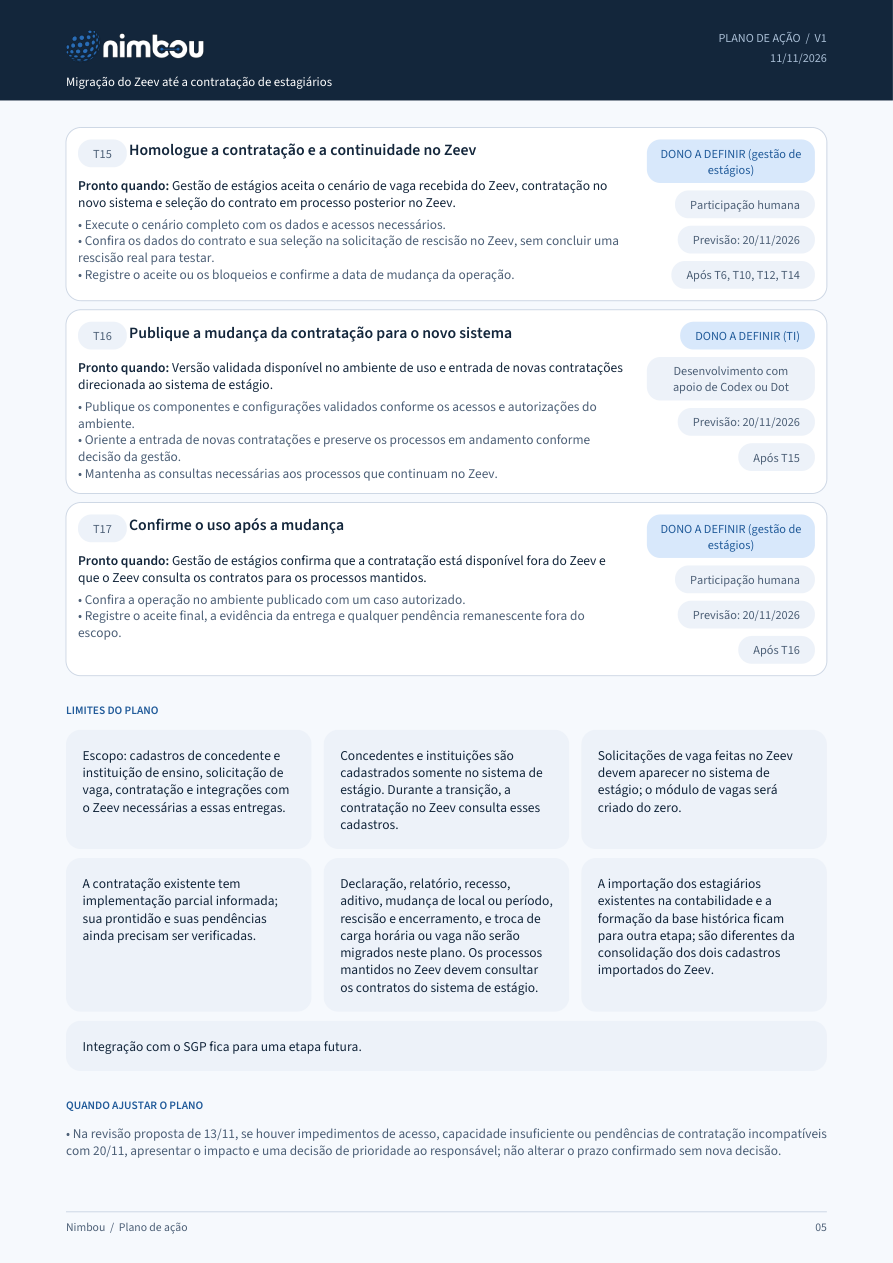 nimbou
PLANO DE AÇÃO / V1
11/11/2026
Migração do Zeev até a contratação de estagiários
T15
Homologue a contratação e a continuidade no Zeev
Pronto quando: Gestão de estágios aceita o cenário de vaga recebida do Zeev, contratação no
novo sistema e seleção do contrato em processo posterior no Zeev.
• Execute o cenário completo com os dados e acessos necessários.
• Confira os dados do contrato e sua seleção na solicitação de rescisão no Zeev, sem concluir uma
rescisão real para testar.
• Registre o aceite ou os bloqueios e confirme a data de mudança da operação.
DONO A DEFINIR (gestão de
estágios)
Participação humana
Previsão: 20/11/2026
Após T6, T10, T12, T14
T16
Publique a mudança da contratação para o novo sistema
Pronto quando: Versão validada disponível no ambiente de uso e entrada de novas contratações
direcionada ao sistema de estágio.
• Publique os componentes e configurações validados conforme os acessos e autorizações do
ambiente.
• Oriente a entrada de novas contratações e preserve os processos em andamento conforme
decisão da gestão.
• Mantenha as consultas necessárias aos processos que continuam no Zeev.
DONO A DEFINIR (TI)
Desenvolvimento com
apoio de Codex ou Dot
Previsão: 20/11/2026
Após T15
T17
Confirme o uso após a mudança
Pronto quando: Gestão de estágios confirma que a contratação está disponível fora do Zeev e
que o Zeev consulta os contratos para os processos mantidos.
• Confira a operação no ambiente publicado com um caso autorizado.
• Registre o aceite final, a evidência da entrega e qualquer pendência remanescente fora do
escopo.
DONO A DEFINIR (gestão de
estágios)
Participação humana
Previsão: 20/11/2026
Após T16
LIMITES DO PLANO
Escopo: cadastros de concedente e
instituição de ensino, solicitação de
vaga, contratação e integrações com
o Zeev necessárias a essas entregas.
Concedentes e instituições são
cadastrados somente no sistema de
estágio. Durante a transição, a
contratação no Zeev consulta esses
cadastros.
Solicitações de vaga feitas no Zeev
devem aparecer no sistema de
estágio; o módulo de vagas será
criado do zero.
A contratação existente tem
implementação parcial informada;
sua prontidão e suas pendências
ainda precisam ser verificadas.
Declaração, relatório, recesso,
aditivo, mudança de local ou período,
rescisão e encerramento, e troca de
carga horária ou vaga não serão
migrados neste plano. Os processos
mantidos no Zeev devem consultar
os contratos do sistema de estágio.
A importação dos estagiários
existentes na contabilidade e a
formação da base histórica ficam
para outra etapa; são diferentes da
consolidação dos dois cadastros
importados do Zeev.
Integração com o SGP fica para uma etapa futura.
QUANDO AJUSTAR O PLANO
• Na revisão proposta de 13/11, se houver impedimentos de acesso, capacidade insuficiente ou pendências de contratação incompatíveis
com 20/11, apresentar o impacto e uma decisão de prioridade ao responsável; não alterar o prazo confirmado sem nova decisão.
Nimbou / Plano de ação
05